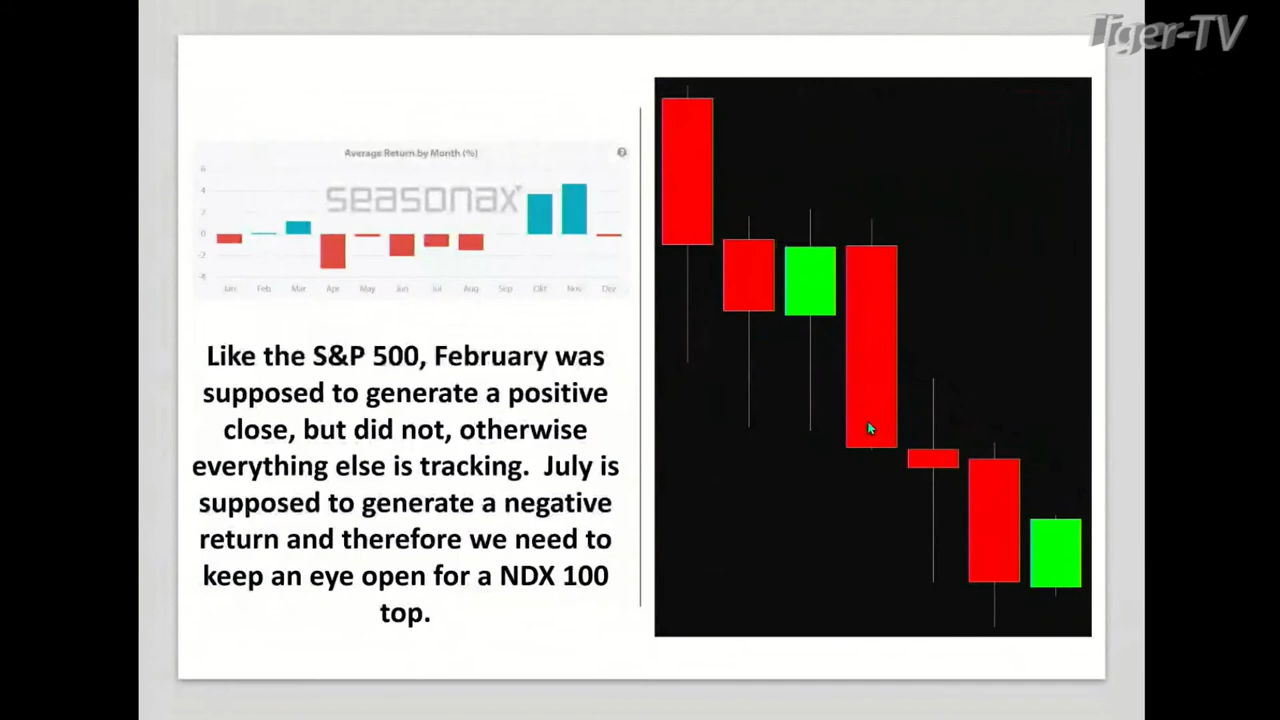 Tiger-TV
Average Return by Month (%)
seasonax
6
4
2
0
-2
-4
Jan Feb Mar Apr May Jun Jul Aug Sep Okt Nov Dez
Like the S&P 500, February was
supposed to generate a positive
close, but did not, otherwise
everything else is tracking.  July is
supposed to generate a negative
return and therefore we need to
keep an eye open for a NDX 100
top.